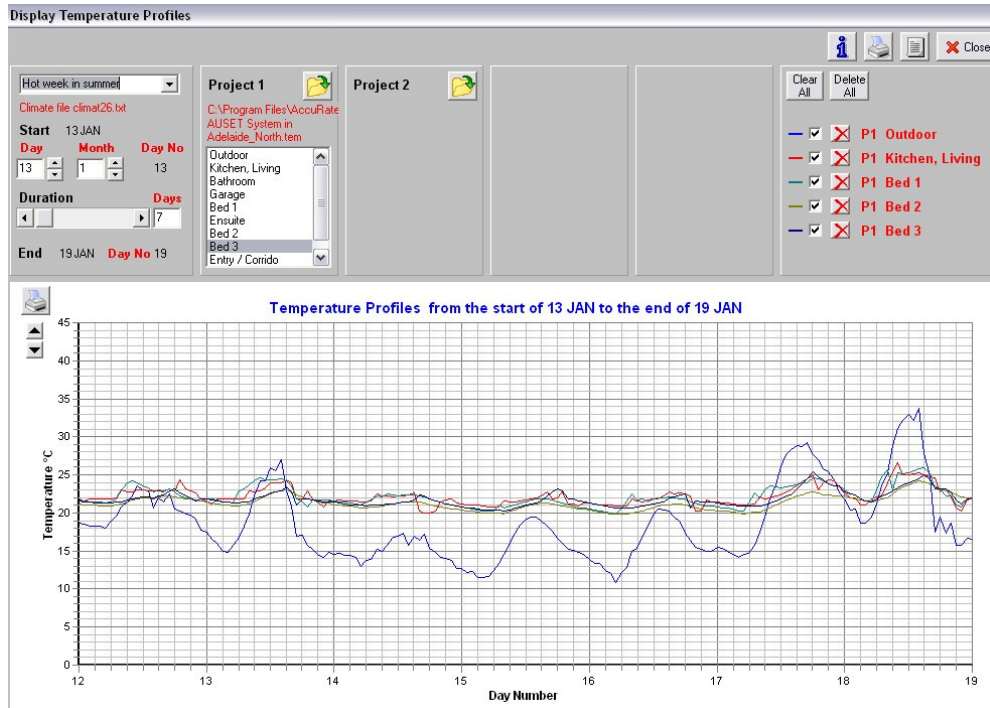 Display Temperature Profiles
Close
Hot week in summer
Climate file climat26.txt
Start 13 JAN
Day Month Day No
13 1 13
Duration Days
7
End 19 JAN Day No 19
Project 1
C:\Program Files\AccuRate
AUSET System in
Adelaide_North.tem
Outdoor
Kitchen, Living
Bathroom
Garage
Bed 1
Ensuite
Bed 2
Bed 3
Entry / Corrido
Project 2
Clear All
Delete All
P1 Outdoor
P1 Kitchen, Living
P1 Bed 1
P1 Bed 2
P1 Bed 3
Temperature Profiles from the start of 13 JAN to the end of 19 JAN
Temperature °C
45
40
35
30
25
20
15
10
5
0
12 13 14 15 16 17 18 19
Day Number